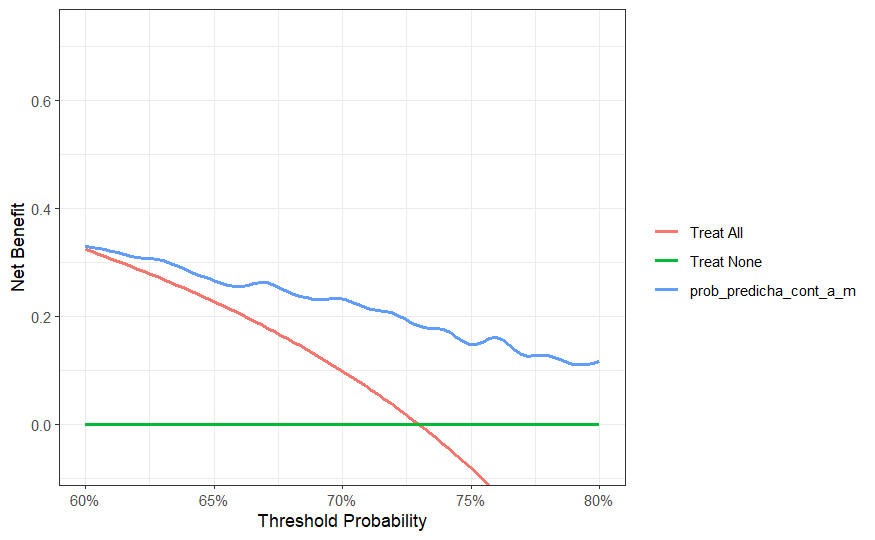 Net Benefit
0.6
0.4
0.2
0.0
60%
65%
70%
75%
80%
Threshold Probability
Treat All
Treat None
prob_predicha_cont_a_m